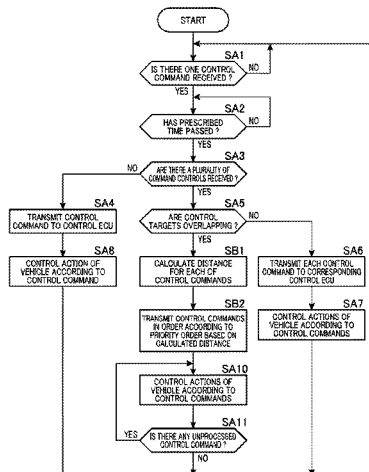 START
SA1
IS THERE ONE CONTROL
COMMAND RECEIVED ?
NO
YES
SA2
HAS PRESCRIBED
TIME PASSED ?
NO
YES
SA3
ARE THERE A PLURALITY OF
COMMAND CONTROLS RECEIVED ?
NO
YES
SA4
TRANSMIT CONTROL
COMMAND TO CONTROL ECU
SA5
ARE CONTROL
TARGETS OVERLAPPING ?
NO
YES
SA8
CONTROL ACTION OF
VEHICLE ACCORDING TO
CONTROL COMMAND
SB1
CALCULATE DISTANCE
FOR EACH OF
CONTROL COMMANDS
SA6
TRANSMIT EACH CONTROL
COMMAND TO CORRESPONDING
CONTROL ECU
SB2
TRANSMIT CONTROL COMMANDS
IN ORDER ACCORDING TO
PRIORITY ORDER BASED ON
CALCULATED DISTANCE
SA7
CONTROL ACTIONS OF
VEHICLE ACCORDING TO
CONTROL COMMANDS
SA10
CONTROL ACTIONS OF
VEHICLE ACCORDING TO
CONTROL COMMANDS
SA11
YES
IS THERE ANY UNPROCESSED
CONTROL COMMAND ?
NO